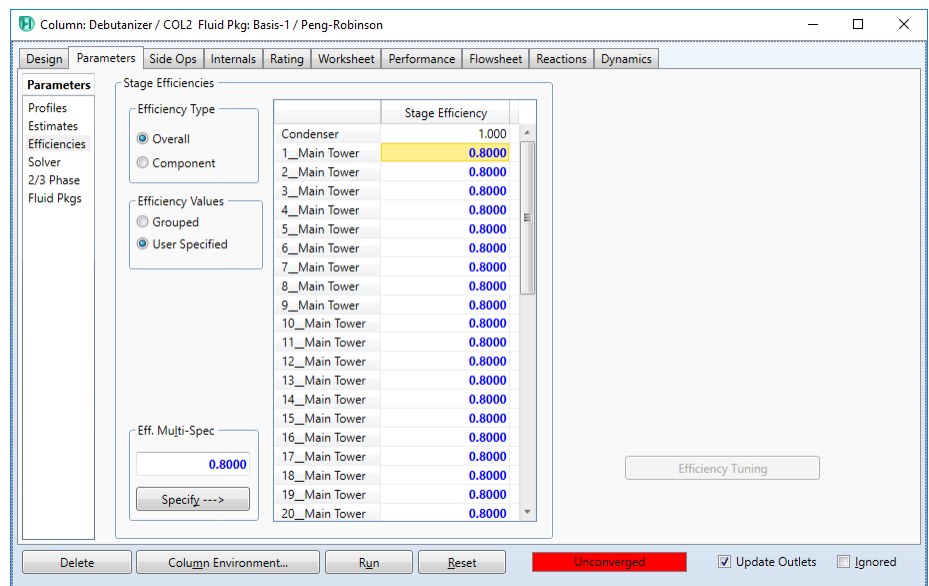 Column: Debutanizer / COL2 Fluid Pkg: Basis-1 / Peng-Robinson
Design Parameters Side Ops Internals Rating Worksheet Performance Flowsheet Reactions Dynamics
Parameters
Profiles
Estimates
Efficiencies
Solver
2/3 Phase
Fluid Pkgs
Stage Efficiencies
Efficiency Type
Overall
Component
Efficiency Values
Grouped
User Specified
Eff. Multi-Spec
0.8000
Specify --->
Stage Efficiency
Condenser 1.000
1__Main Tower 0.8000
2__Main Tower 0.8000
3__Main Tower 0.8000
4__Main Tower 0.8000
5__Main Tower 0.8000
6__Main Tower 0.8000
7__Main Tower 0.8000
8__Main Tower 0.8000
9__Main Tower 0.8000
10__Main Tower 0.8000
11__Main Tower 0.8000
12__Main Tower 0.8000
13__Main Tower 0.8000
14__Main Tower 0.8000
15__Main Tower 0.8000
16__Main Tower 0.8000
17__Main Tower 0.8000
18__Main Tower 0.8000
19__Main Tower 0.8000
20__Main Tower 0.8000
Efficiency Tuning
Delete Column Environment... Run Reset Unconverged Update Outlets Ignored